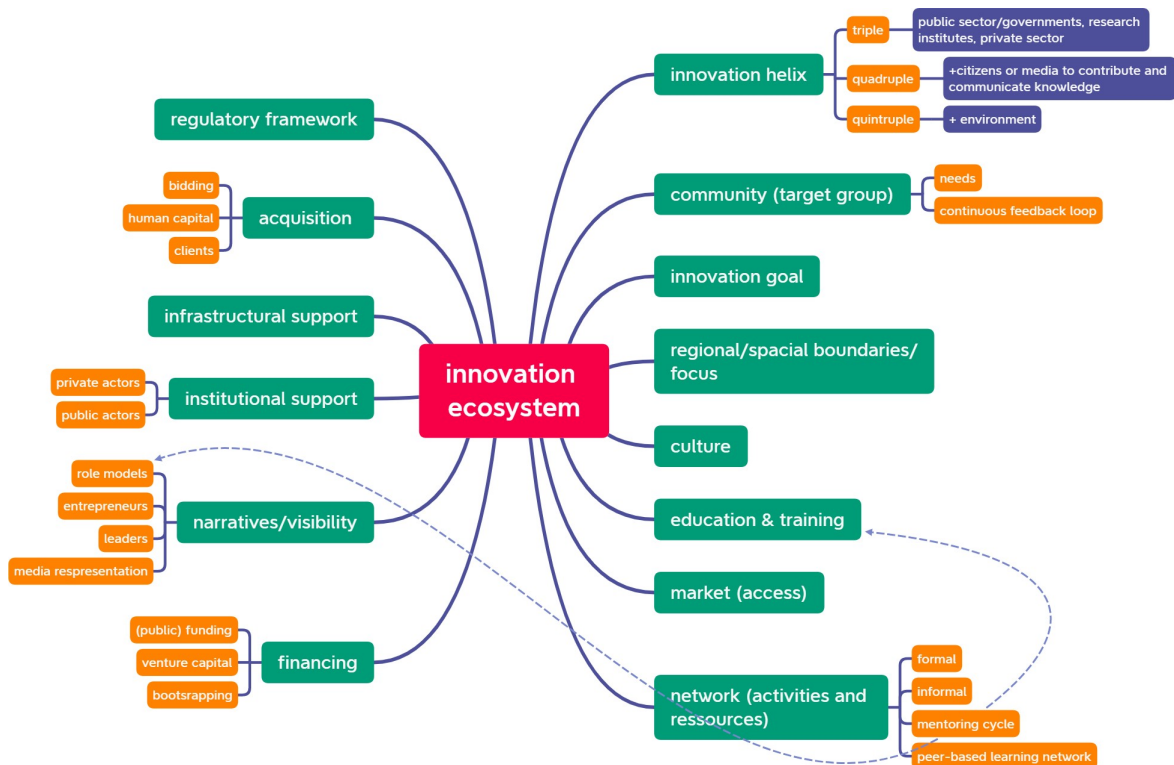 innovation
ecosystem
regulatory framework
acquisition
bidding
human capital
clients
infrastructural support
institutional support
private actors
public actors
narratives/visibility
role models
entrepreneurs
leaders
media respresentation
financing
(public) funding
venture capital
bootsrapping
innovation helix
triple
public sector/governments, research
institutes, private sector
quadruple
+citizens or media to contribute and
communicate knowledge
quintruple
+ environment
community (target group)
needs
continuous feedback loop
innovation goal
regional/spacial boundaries/
focus
culture
education & training
market (access)
network (activities and
ressources)
formal
informal
mentoring cycle
peer-based learning network